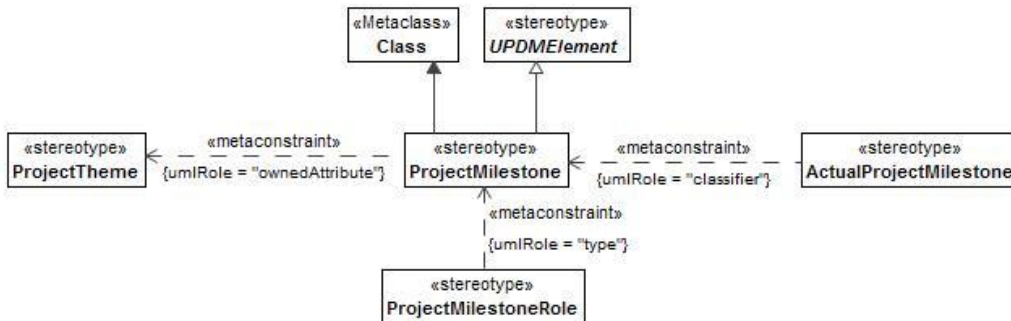 «Metaclass»
Class
«stereotype»
UPDMElement
«stereotype»
ProjectTheme
«metaconstraint»
{umlRole = "ownedAttribute"}
«stereotype»
ProjectMilestone
«metaconstraint»
{umlRole = "classifier"}
«stereotype»
ActualProjectMilestone
«metaconstraint»
{umlRole = "type"}
«stereotype»
ProjectMilestoneRole